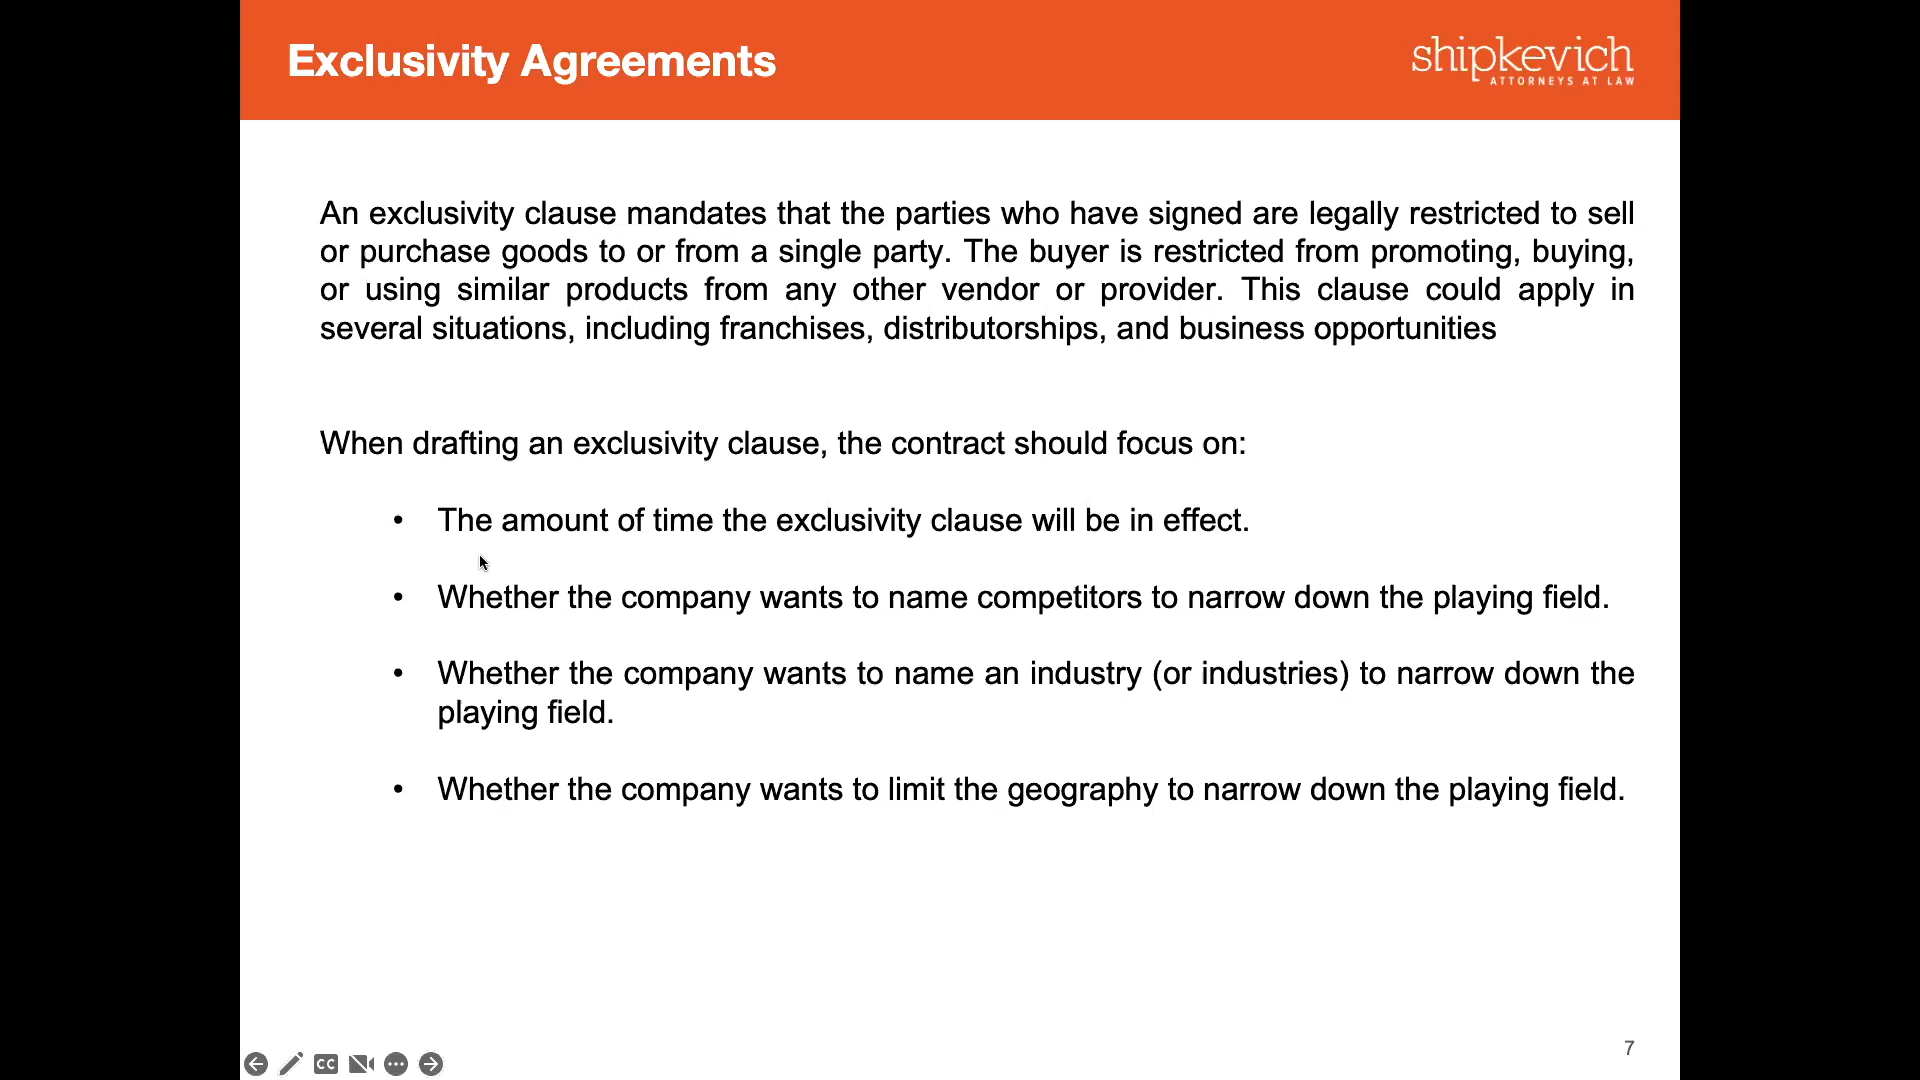 Exclusivity Agreements
shipkevich
ATTORNEYS AT LAW
An exclusivity clause mandates that the parties who have signed are legally restricted to sell
or purchase goods to or from a single party. The buyer is restricted from promoting, buying,
or using similar products from any other vendor or provider. This clause could apply in
several situations, including franchises, distributorships, and business opportunities
When drafting an exclusivity clause, the contract should focus on:
• The amount of time the exclusivity clause will be in effect.
• Whether the company wants to name competitors to narrow down the playing field.
• Whether the company wants to name an industry (or industries) to narrow down the
playing field.
• Whether the company wants to limit the geography to narrow down the playing field.
7
CC